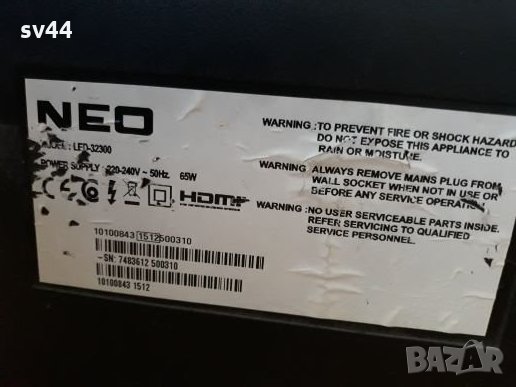 sv44
NEO
MODEL : LED-32300
POWER SUPPLY : 220-240V ~ 50Hz, 65W
HDMI
WARNING : TO PREVENT FIRE OR SHOCK HAZARD
DO NOT EXPOSE THIS APPLIANCE TO
RAIN OR MOISTURE.
WARNING : ALWAYS REMOVE MAINS PLUG FROM
WALL SOCKET WHEN NOT IN USE OR
BEFORE ANY SERVICE OPERATION
WARNING : NO USER SERVICEABLE PARTS INSIDE.
REFER SERVICING TO QUALIFIED
SERVICE PERSONNEL.
10100843 1512 500310
-SN: 7483612 500310
10100843 1512
BAZAR